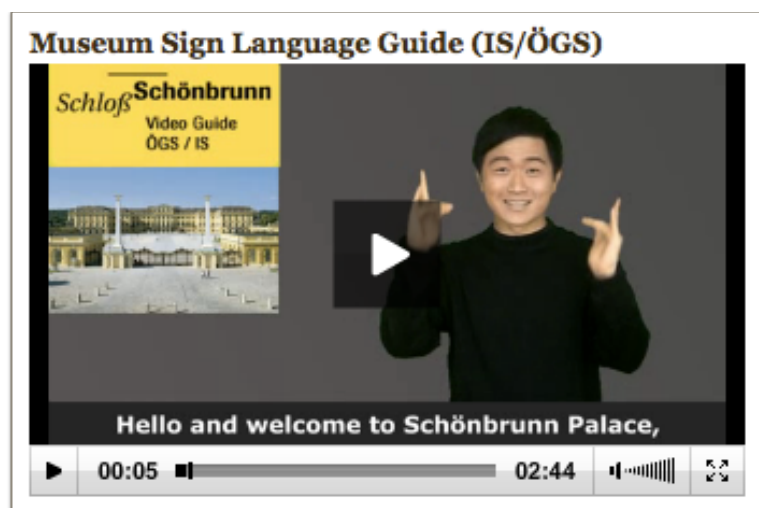 Museum Sign Language Guide (IS/ÖGS)
Schloß Schönbrunn
Video Guide
ÖGS / IS
Hello and welcome to Schönbrunn Palace,
00:05
02:44